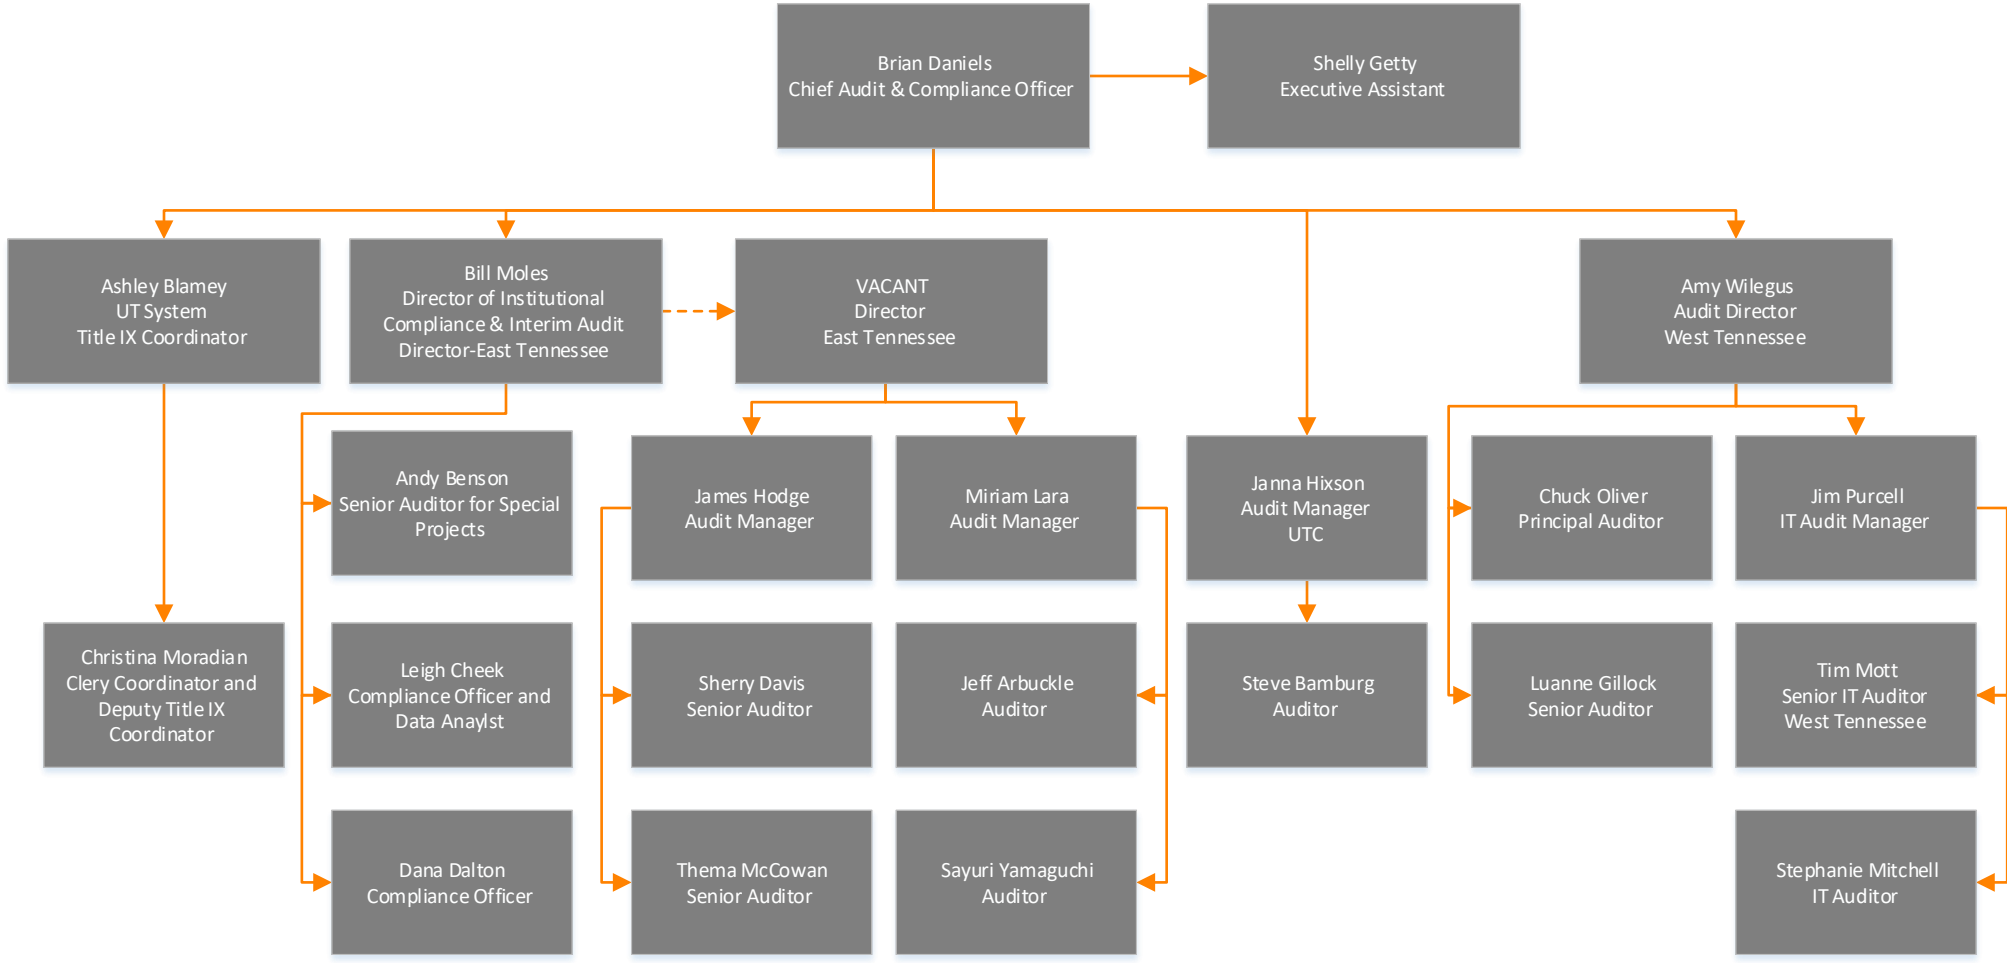 Brian Daniels
Chief Audit & Compliance Officer
Shelly Getty
Executive Assistant
Ashley Blamey
UT System
Title IX Coordinator
Bill Moles
Director of Institutional
Compliance & Interim Audit
Director-East Tennessee
VACANT
Director
East Tennessee
Amy Wilegus
Audit Director
West Tennessee
Andy Benson
Senior Auditor for Special
Projects
James Hodge
Audit Manager
Miriam Lara
Audit Manager
Janna Hixson
Audit Manager
UTC
Chuck Oliver
Principal Auditor
Jim Purcell
IT Audit Manager
Christina Moradian
Clery Coordinator and
Deputy Title IX
Coordinator
Leigh Cheek
Compliance Officer and
Data Anaylst
Sherry Davis
Senior Auditor
Jeff Arbuckle
Auditor
Steve Bamburg
Auditor
Luanne Gillock
Senior Auditor
Tim Mott
Senior IT Auditor
West Tennessee
Dana Dalton
Compliance Officer
Thema McCowan
Senior Auditor
Sayuri Yamaguchi
Auditor
Stephanie Mitchell
IT Auditor